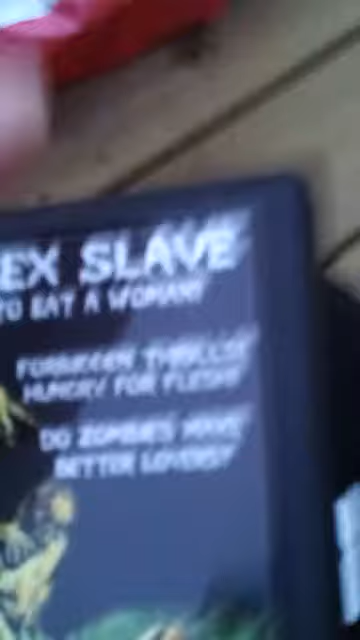 EX SLAVE
TO EAT A WOMAN?
FORBIDDEN THRILLS!
HUNGRY FOR FLESH!
DO ZOMBIES MAKE
BETTER LOVERS?